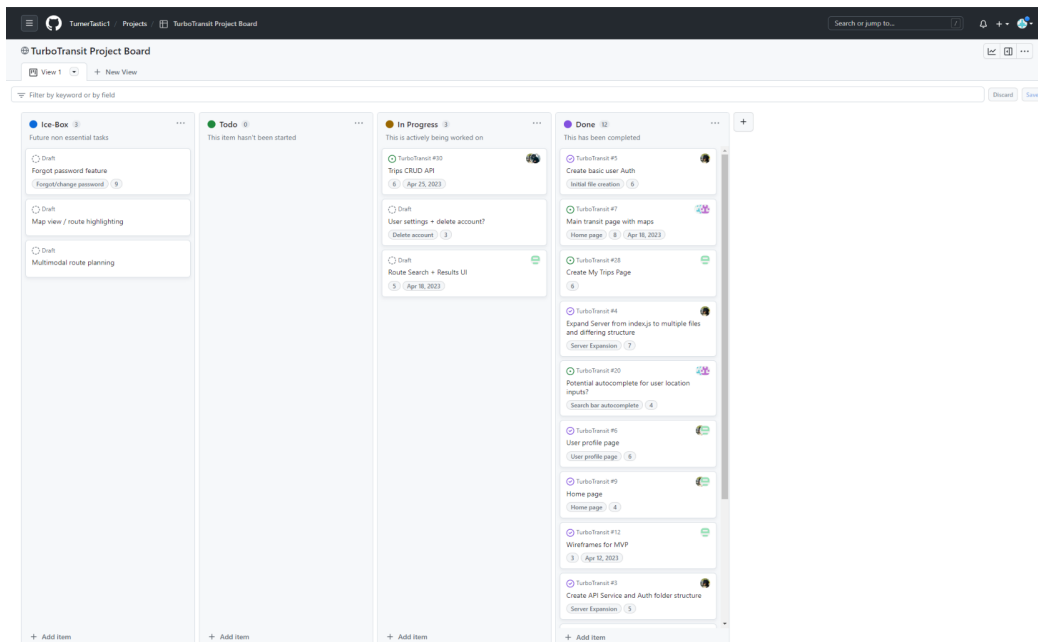 TurnerTastic1 / Projects / TurboTransit Project Board
Search or jump to... /
TurboTransit Project Board
View 1
+ New View
Filter by keyword or by field
Discard
Save
Ice-Box 3
Future non essential tasks
Draft
Forgot password feature
Forgot/change password 9
Draft
Map view / route highlighting
Draft
Multimodal route planning
+ Add item
Todo 0
This item hasn't been started
+ Add item
In Progress 3
This is actively being worked on
TurboTransit #30
Trips CRUD API
6 Apr 25, 2023
Draft
User settings + delete account?
Delete account 3
Draft
Route Search + Results UI
5 Apr 18, 2023
+ Add item
Done 12
This has been completed
TurboTransit #5
Create basic user Auth
Initial file creation 6
TurboTransit #7
Main transit page with maps
Home page 8 Apr 18, 2023
TurboTransit #28
Create My Trips Page
6
TurboTransit #4
Expand Server from index.js to multiple files
and differing structure
Server Expansion 7
TurboTransit #20
Potential autocomplete for user location
inputs?
Search bar autocomplete 4
TurboTransit #6
User profile page
User profile page 6
TurboTransit #9
Home page
Home page 4
TurboTransit #12
Wireframes for MVP
3 Apr 12, 2023
TurboTransit #3
Create API Service and Auth folder structure
Server Expansion 5
+ Add item